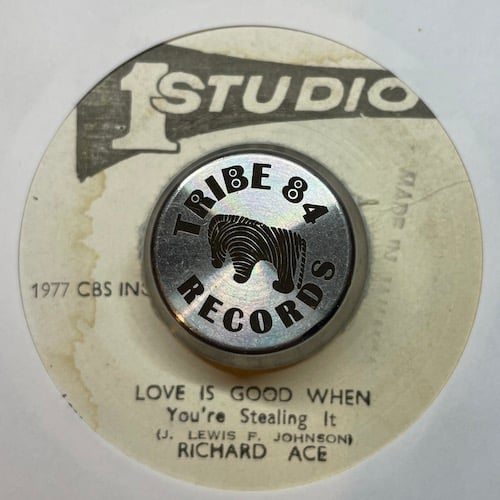 1 STUDIO
MADE IN
TRIBE 84
RECORDS
1977 CBS
LOVE IS GOOD WHEN
You're Stealing It
(J. LEWIS F. JOHNSON)
RICHARD ACE